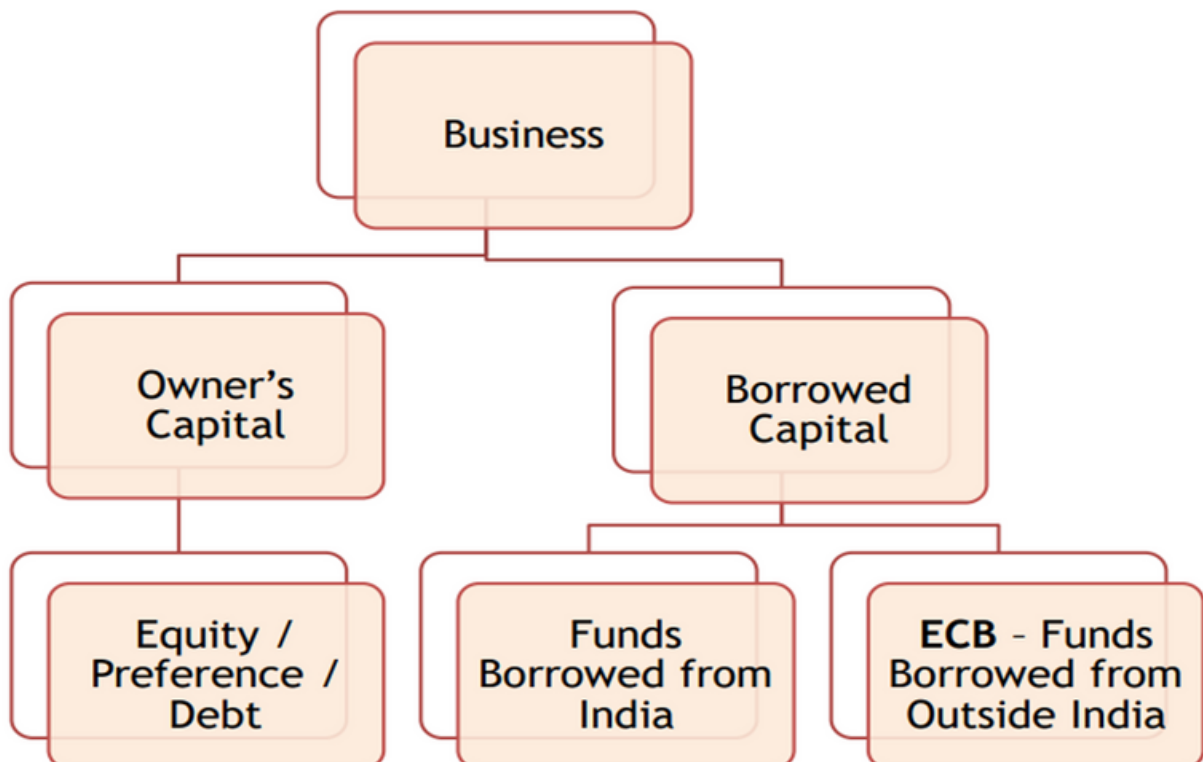 Business
Owner’s
Capital
Borrowed
Capital
Equity /
Preference /
Debt
Funds
Borrowed from
India
ECB – Funds
Borrowed from
Outside India